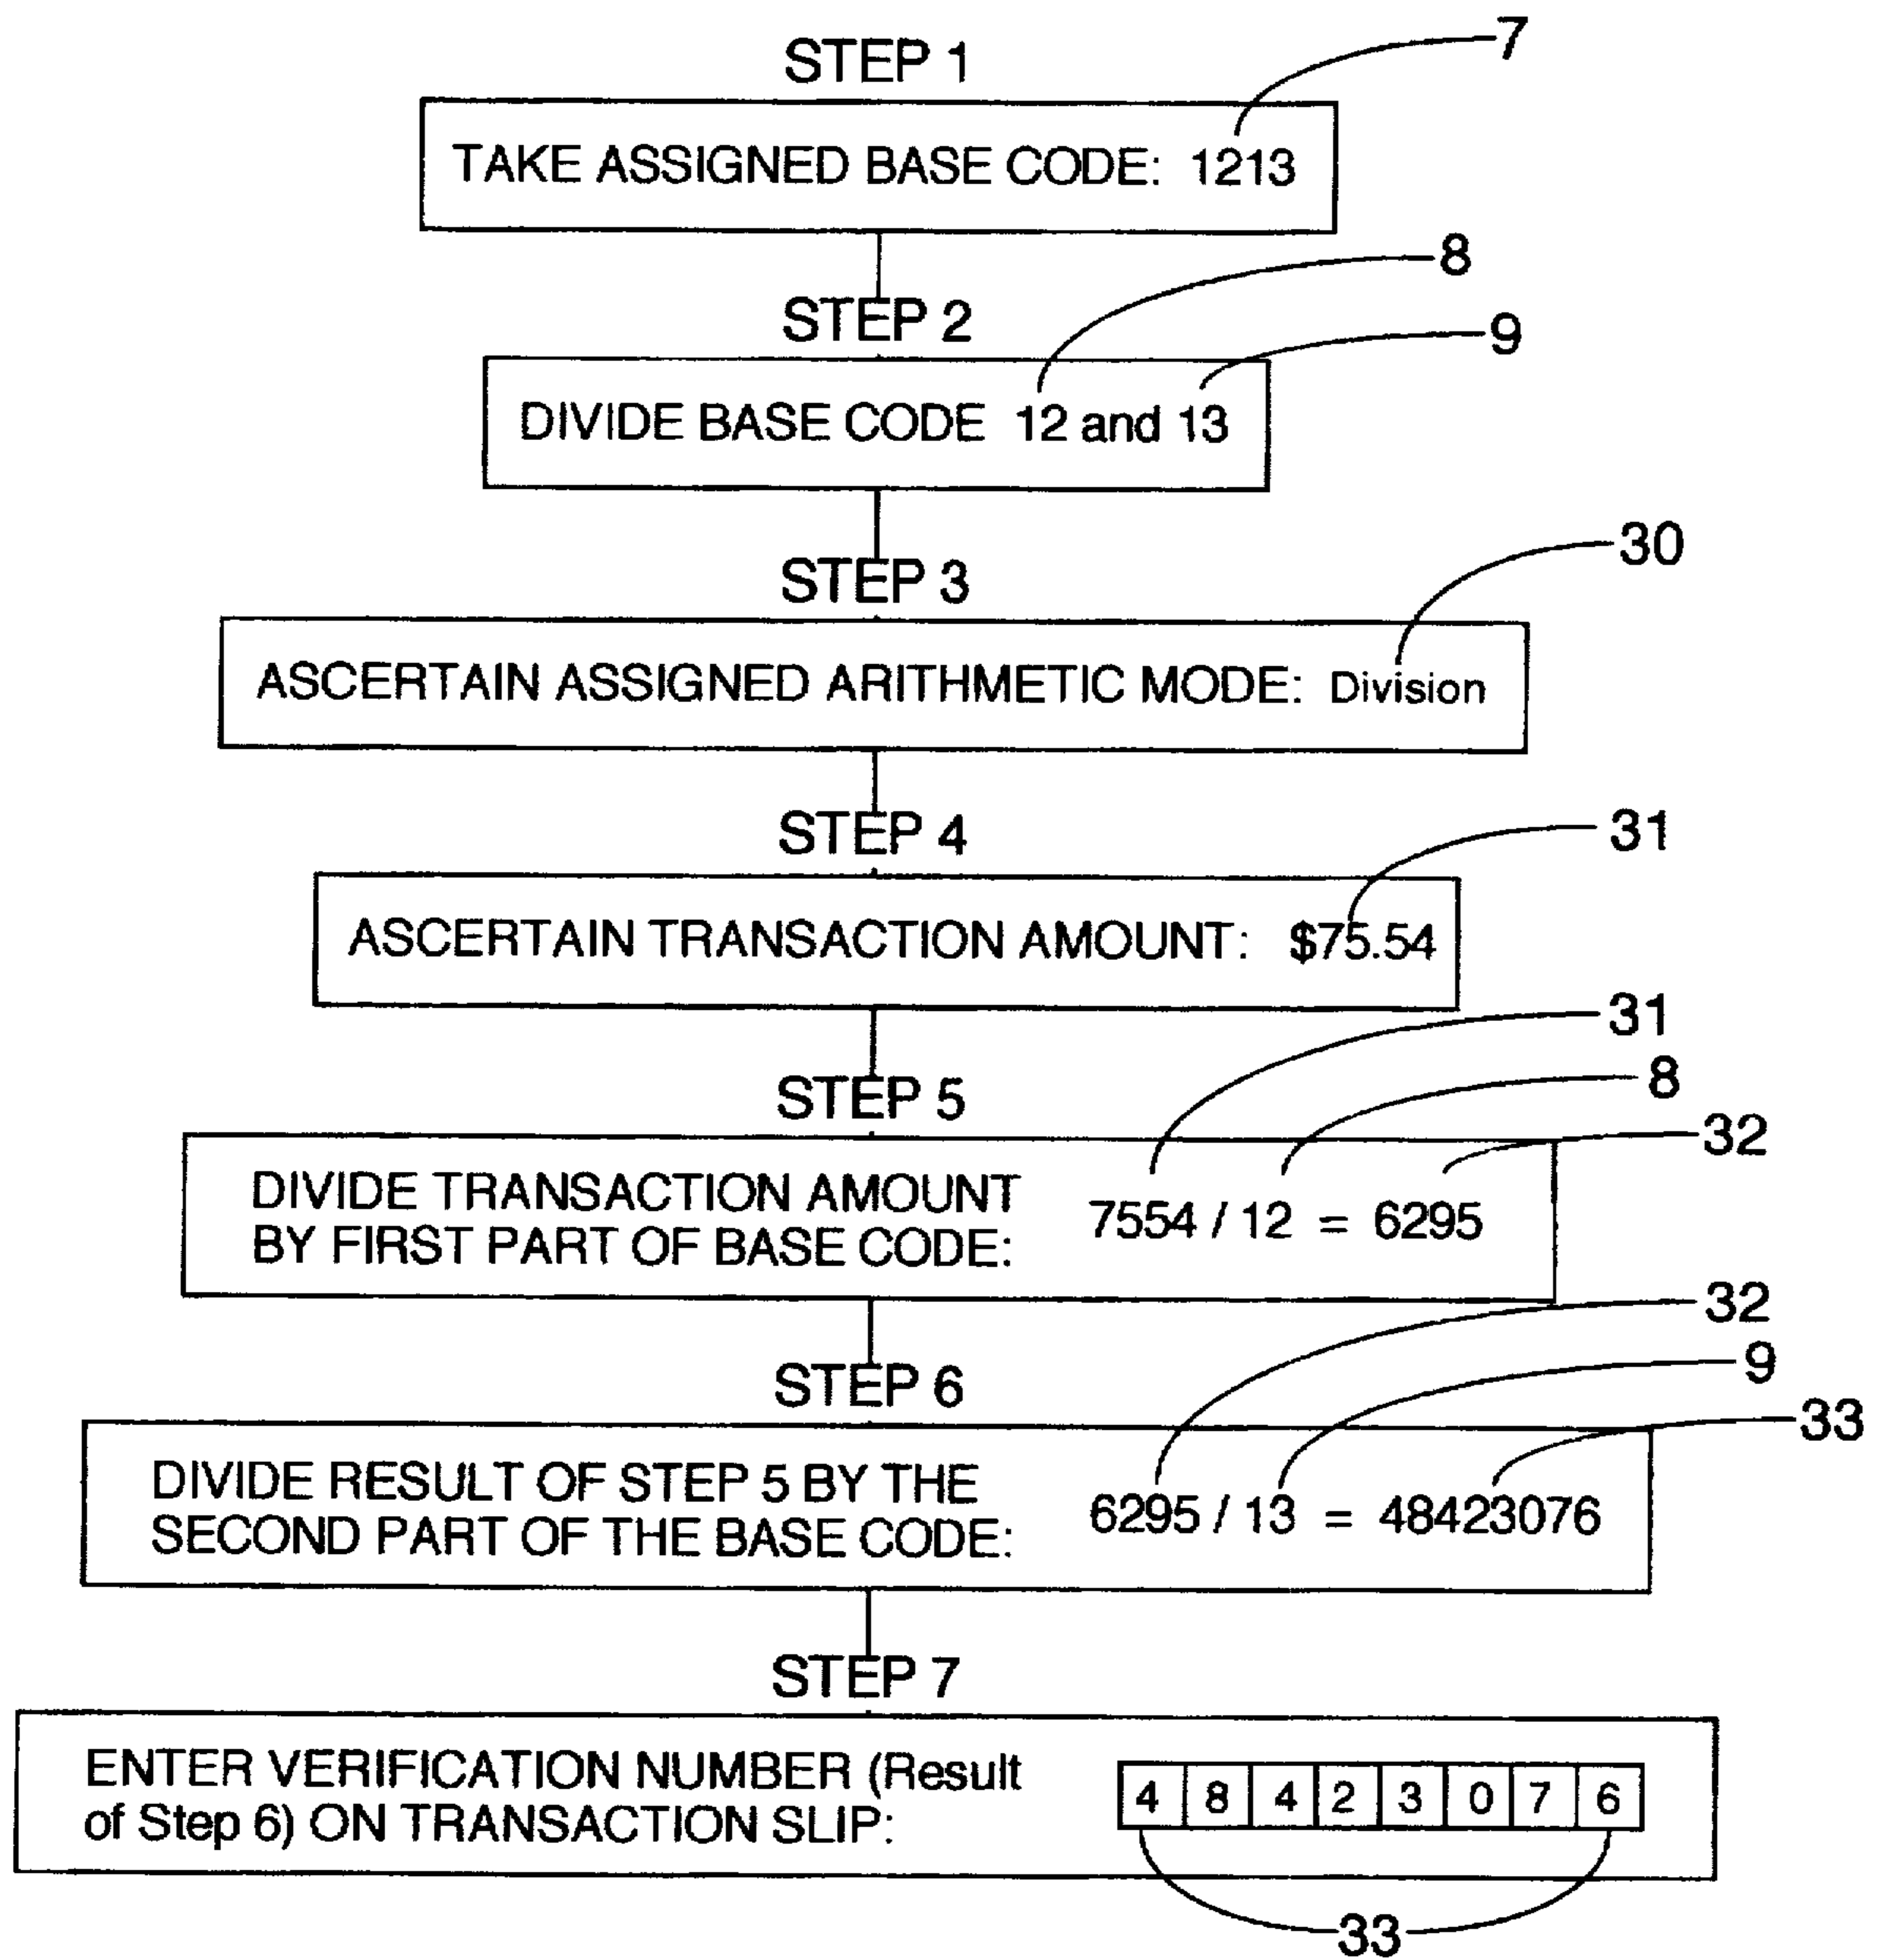 STEP 1
7
TAKE ASSIGNED BASE CODE: 1213
8
STEP 2
9
DIVIDE BASE CODE 12 and 13
30
STEP 3
ASCERTAIN ASSIGNED ARITHMETIC MODE: Division
31
STEP 4
ASCERTAIN TRANSACTION AMOUNT: $75.54
31
8
STEP 5
32
DIVIDE TRANSACTION AMOUNT
BY FIRST PART OF BASE CODE:
7554 / 12 = 6295
32
9
STEP 6
33
DIVIDE RESULT OF STEP 5 BY THE
SECOND PART OF THE BASE CODE:
6295 / 13 = 48423076
STEP 7
ENTER VERIFICATION NUMBER (Result
of Step 6) ON TRANSACTION SLIP:
4 8 4 2 3 0 7 6
33